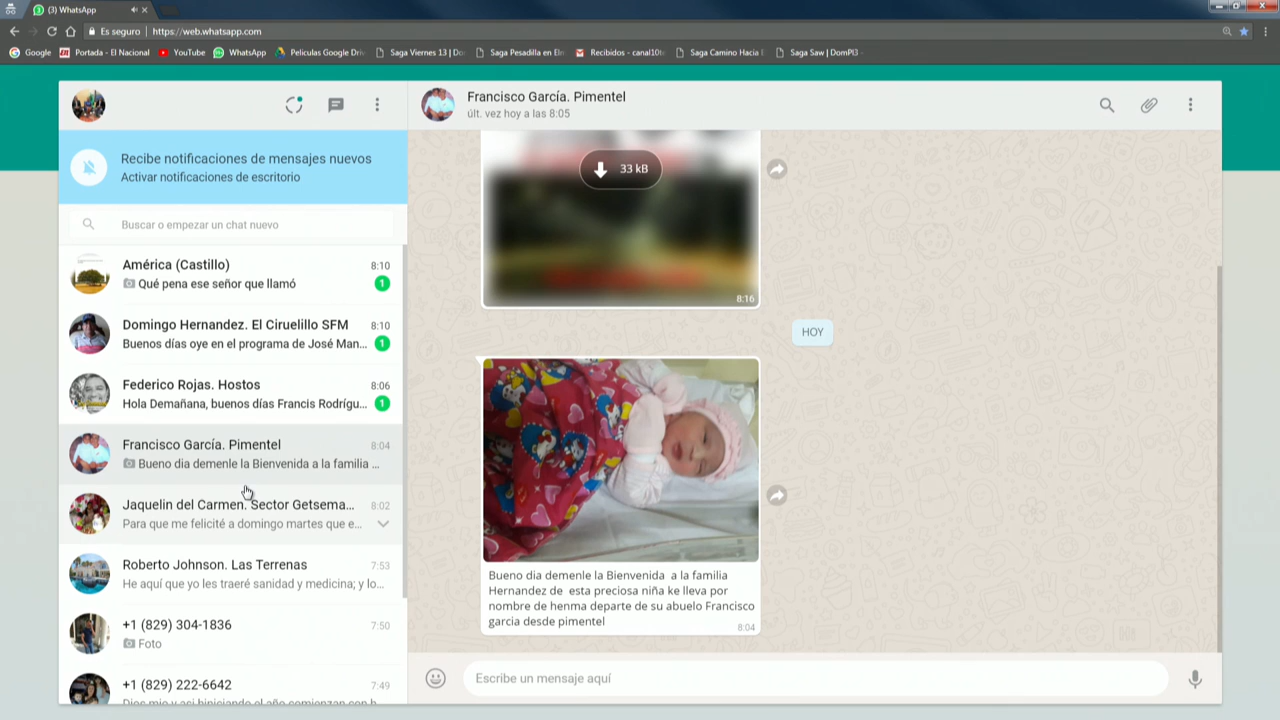 (3) WhatsApp
Es seguro | https://web.whatsapp.com
Google Portada - El Nacional YouTube WhatsApp Peliculas Google Driv Saga Viernes 13 | Do Saga Pesadilla en Eln Recibidos - canal10t Saga Camino Hacia Saga Saw | DomPl3
Francisco García. Pimentel
últ. vez hoy a las 8:05
Recibe notificaciones de mensajes nuevos
Activar notificaciones de escritorio
Buscar o empezar un chat nuevo
América (Castillo) 8:10
Qué pena ese señor que llamó 1
Domingo Hernandez. El Ciruelillo SFM 8:10
Buenos días oye en el programa de José Man... 1
Federico Rojas. Hostos 8:06
Hola Demañana, buenos días Francis Rodrígu... 1
Francisco García. Pimentel 8:04
Bueno dia demenle la Bienvenida a la familia ...
Jaquelin del Carmen. Sector Getsema... 8:02
Para que me felicité a domingo martes que e...
Roberto Johnson. Las Terrenas 7:53
He aquí que yo les traeré sanidad y medicina; y lo...
+1 (829) 304-1836 7:50
Foto
+1 (829) 222-6642 7:49
Dios mio y asi biniciando el año comienzan con b
33 kB
8:16
HOY
Bueno dia demenle la Bienvenida a la familia
Hernandez de esta preciosa niña ke lleva por
nombre de henma departe de su abuelo Francisco
garcia desde pimentel
8:04
Escribe un mensaje aquí